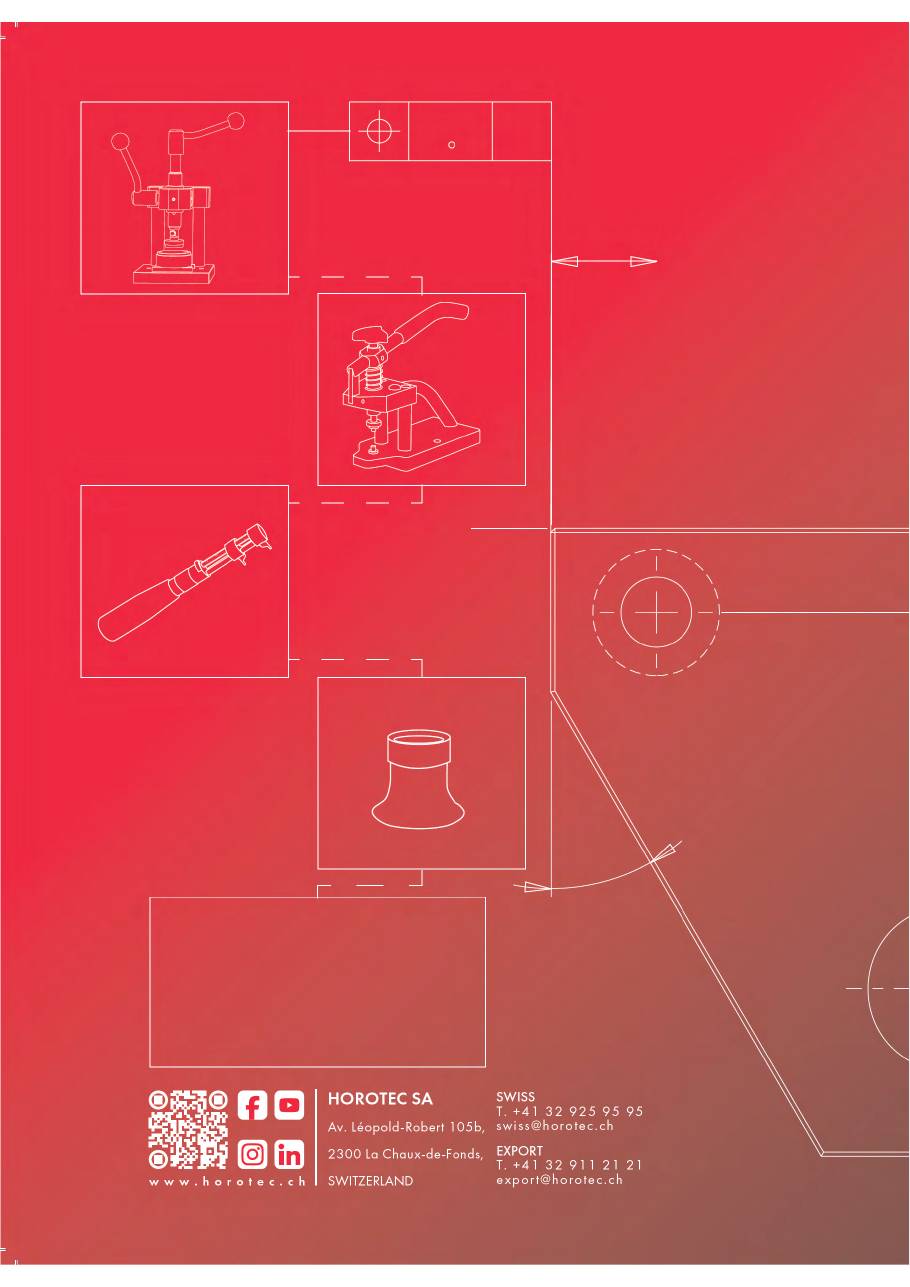 HOROTEC SA
Av. Léopold-Robert 105b,
2300 La Chaux-de-Fonds,
SWITZERLAND
SWISS
T. +41 32 925 95 95
swiss@horotec.ch
EXPORT
T. +41 32 911 21 21
export@horotec.ch
www.horotec.ch